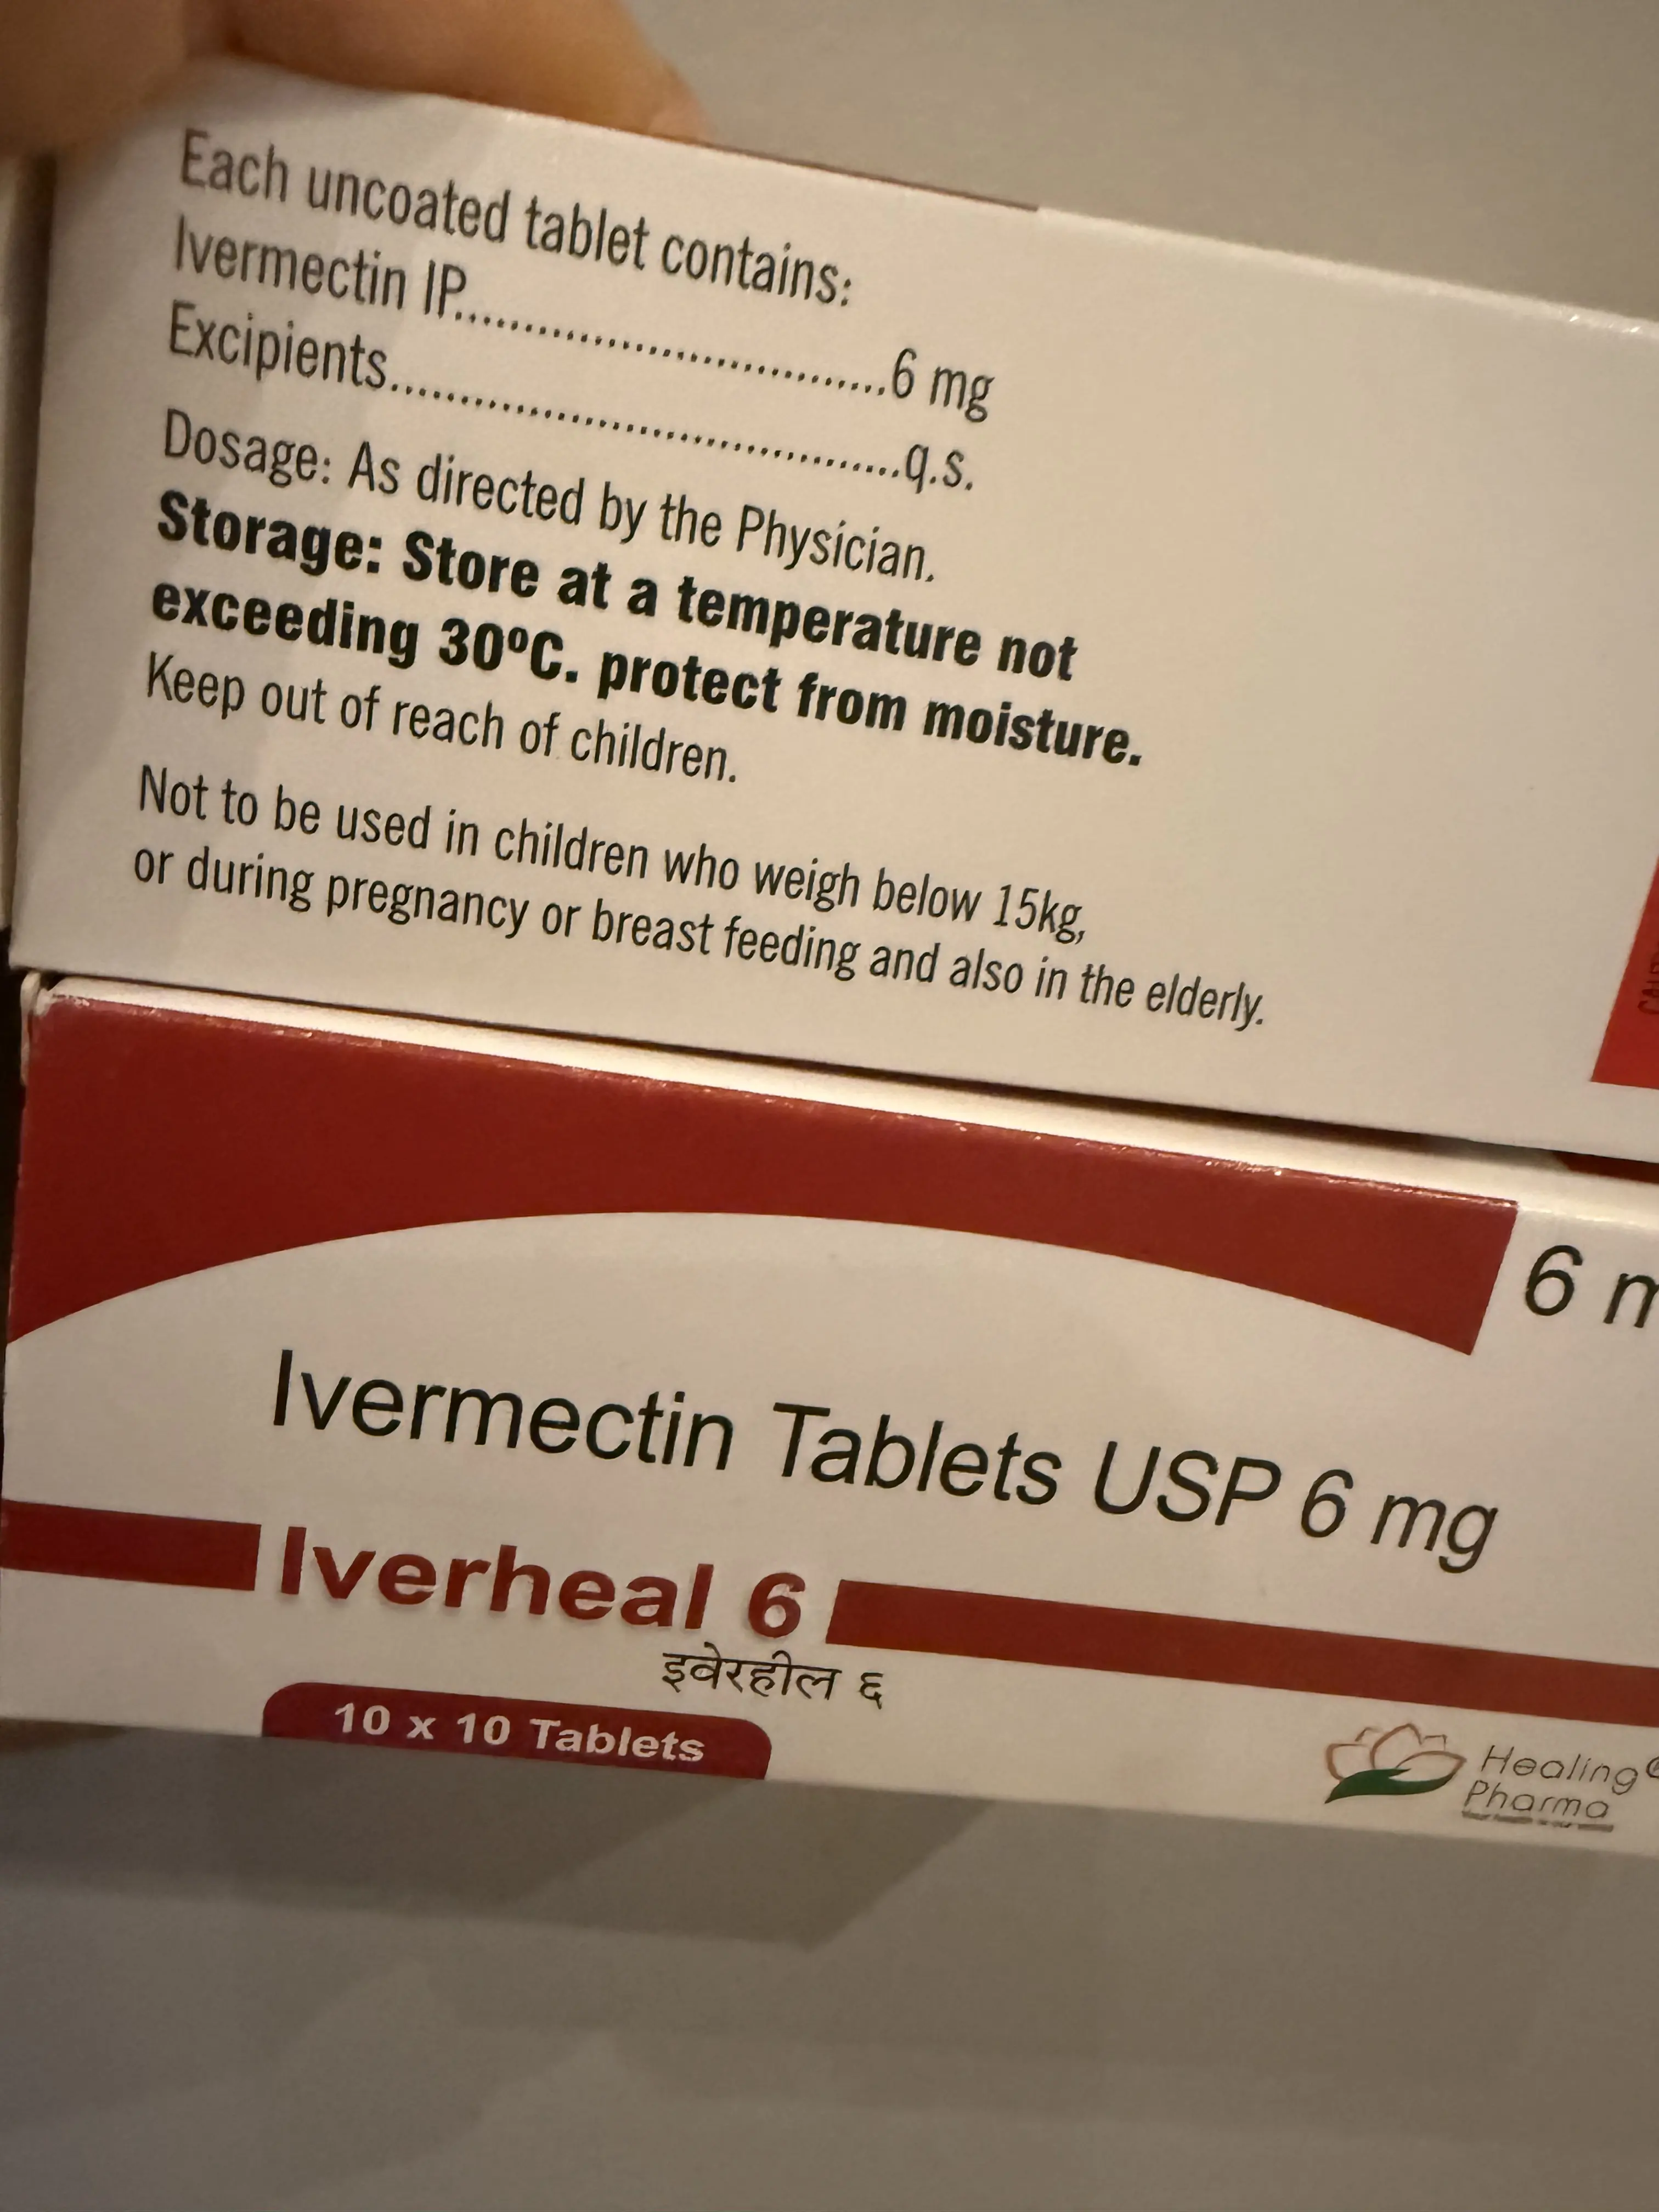 Each uncoated tablet contains:
Ivermectin IP................................6 mg
Excipients.......................................q.s.
Dosage: As directed by the Physician.
Storage: Store at a temperature not
exceeding 30ºC. protect from moisture.
Keep out of reach of children.
Not to be used in children who weigh below 15kg,
or during pregnancy or breast feeding and also in the elderly.
6 m
Ivermectin Tablets USP 6 mg
Iverheal 6
इवेरहील ६
10 x 10 Tablets
Healing
Pharma